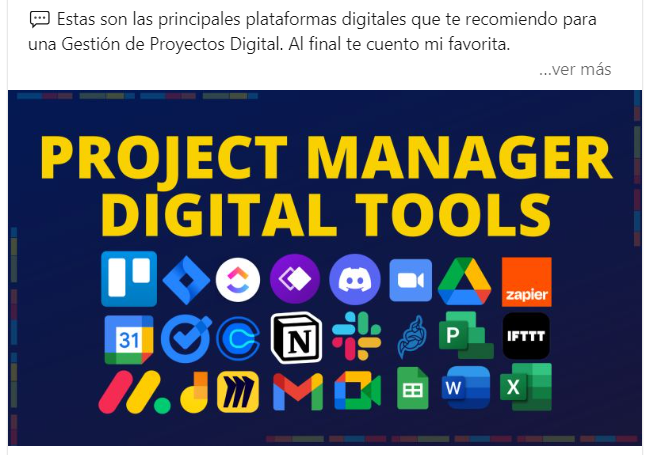 Estas son las principales plataformas digitales que te recomiendo para
una Gestión de Proyectos Digital. Al final te cuento mi favorita.
...ver más
PROJECT MANAGER
DIGITAL TOOLS
zapier
31
N
P
IFTTT
W
X